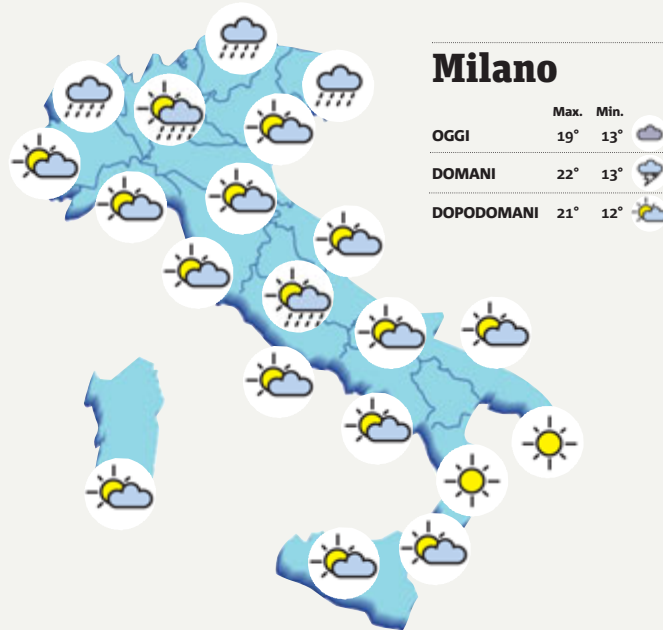 Milano
Max. Min.
OGGI 19° 13°
DOMANI 22° 13°
DOPODOMANI 21° 12°